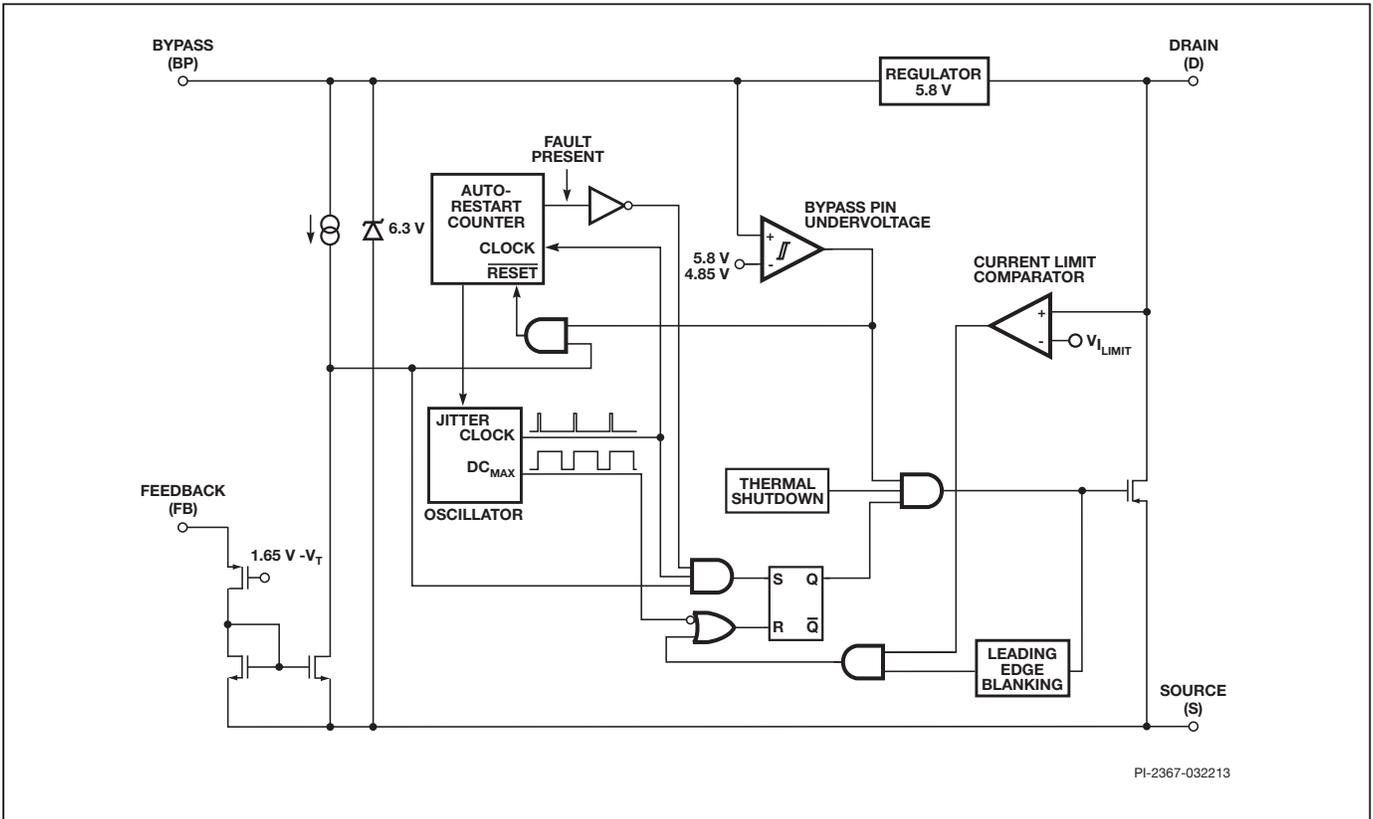 BYPASS
(BP)
DRAIN
(D)
REGULATOR
5.8 V
FAULT
PRESENT
AUTO-
RESTART
COUNTER
CLOCK
RESET
6.3 V
BYPASS PIN
UNDERVOLTAGE
+
5.8 V
4.85 V
-
CURRENT LIMIT
COMPARATOR
+
-
VILIMIT
JITTER
CLOCK
DCMAX
OSCILLATOR
THERMAL
SHUTDOWN
FEEDBACK
(FB)
1.65 V -VT
S Q
R Q
LEADING
EDGE
BLANKING
SOURCE
(S)
PI-2367-032213